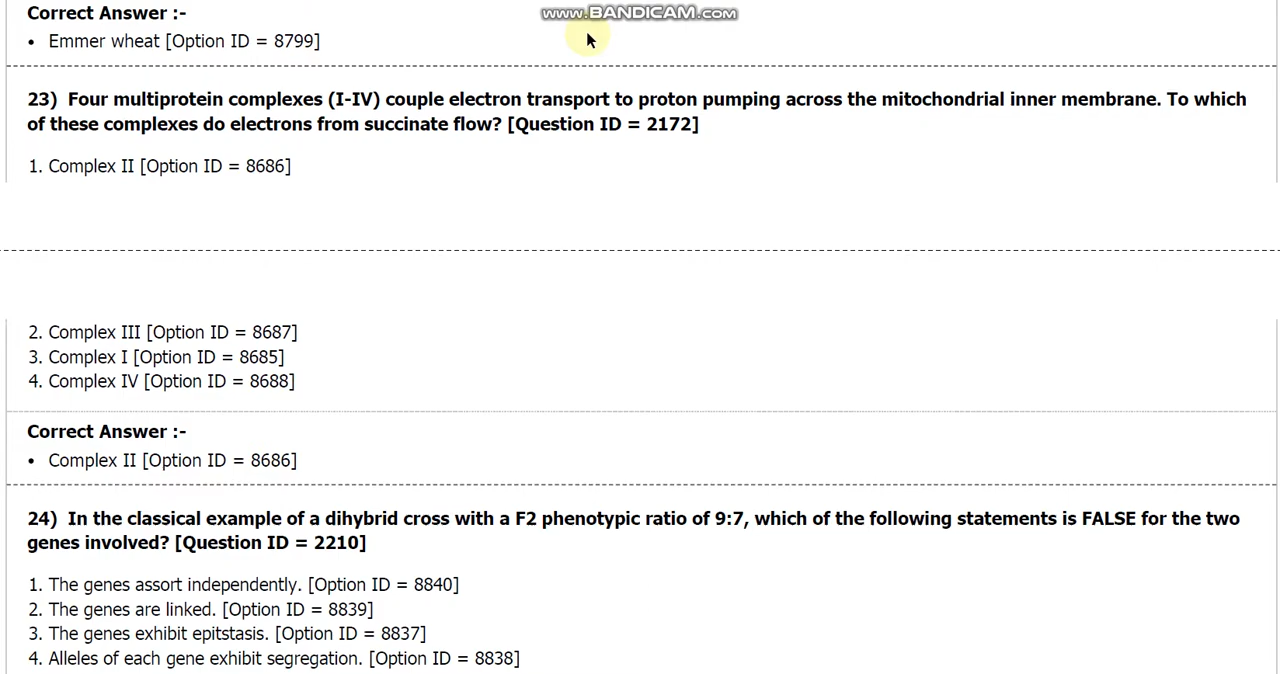 Correct Answer :-
www.BANDICAM.com
• Emmer wheat [Option ID = 8799]
23) Four multiprotein complexes (I-IV) couple electron transport to proton pumping across the mitochondrial inner membrane. To which
of these complexes do electrons from succinate flow? [Question ID = 2172]
1. Complex II [Option ID = 8686]
2. Complex III [Option ID = 8687]
3. Complex I [Option ID = 8685]
4. Complex IV [Option ID = 8688]
Correct Answer :-
• Complex II [Option ID = 8686]
24) In the classical example of a dihybrid cross with a F2 phenotypic ratio of 9:7, which of the following statements is FALSE for the two
genes involved? [Question ID = 2210]
1. The genes assort independently. [Option ID = 8840]
2. The genes are linked. [Option ID = 8839]
3. The genes exhibit epitstasis. [Option ID = 8837]
4. Alleles of each gene exhibit segregation. [Option ID = 8838]